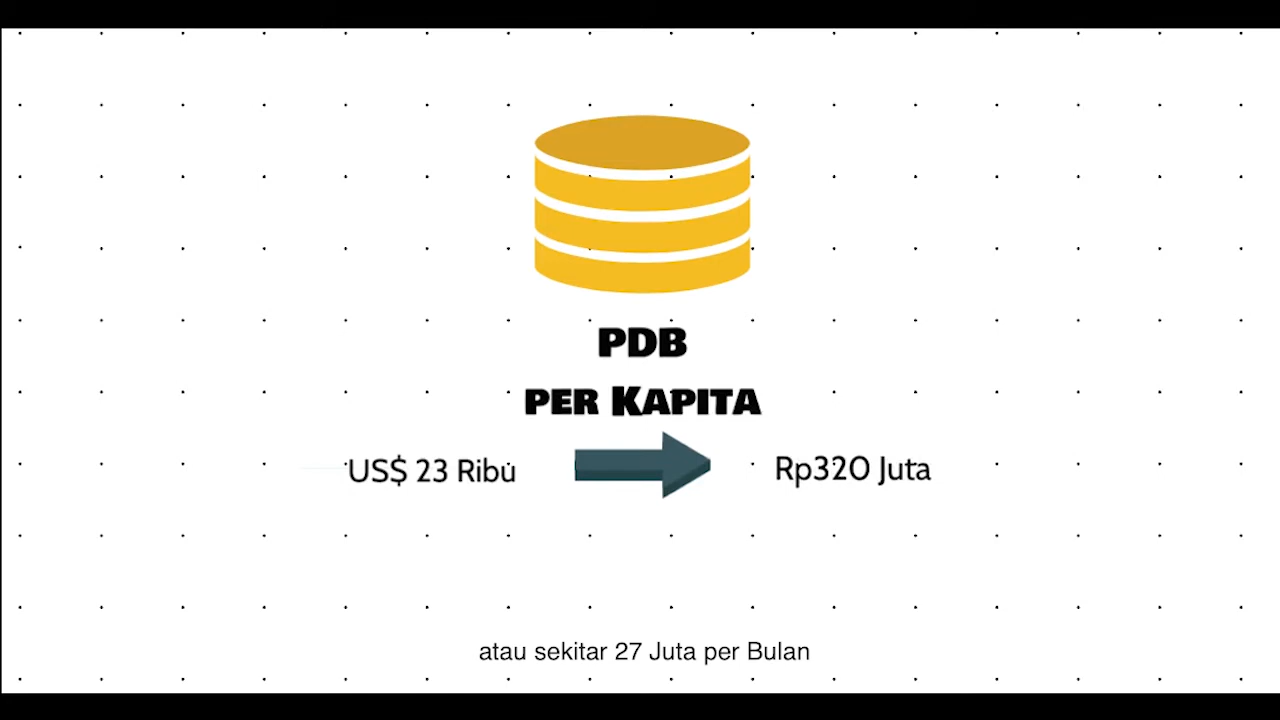 PDB
PER KAPITA
US$ 23 Ribu
Rp320 Juta
atau sekitar 27 Juta per Bulan